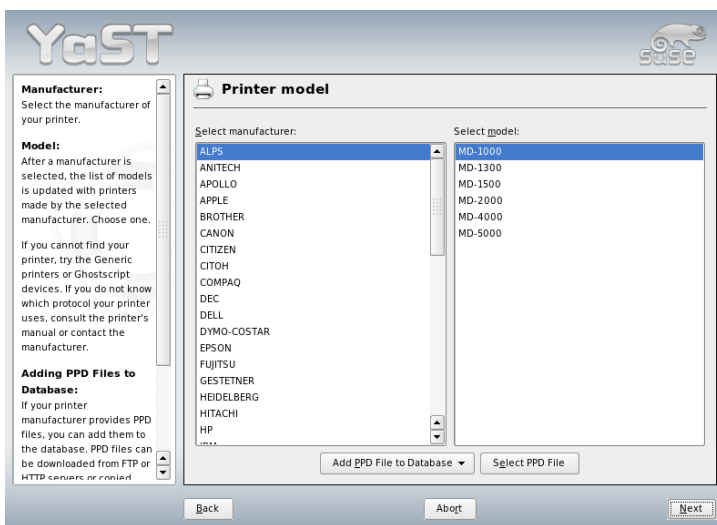 YaST
SUSE
Manufacturer:
Select the manufacturer of
your printer.
Model:
After a manufacturer is
selected, the list of models
is updated with printers
made by the selected
manufacturer. Choose one.
If you cannot find your
printer, try the Generic
printers or Ghostscript
devices. If you do not know
which protocol your printer
uses, consult the printer's
manual or contact the
manufacturer.
Adding PPD Files to
Database:
If your printer
manufacturer provides PPD
files, you can add them to
the database. PPD files can
be downloaded from FTP or
HTTP servers or copied
Printer model
Select manufacturer:
ALPS
ANITECH
APOLLO
APPLE
BROTHER
CANON
CITIZEN
CITOH
COMPAQ
DEC
DELL
DYMO-COSTAR
EPSON
FUJITSU
GESTETNER
HEIDELBERG
HITACHI
HP
Select model:
MD-1000
MD-1300
MD-1500
MD-2000
MD-4000
MD-5000
Add PPD File to Database
Select PPD File
Back
Abort
Next